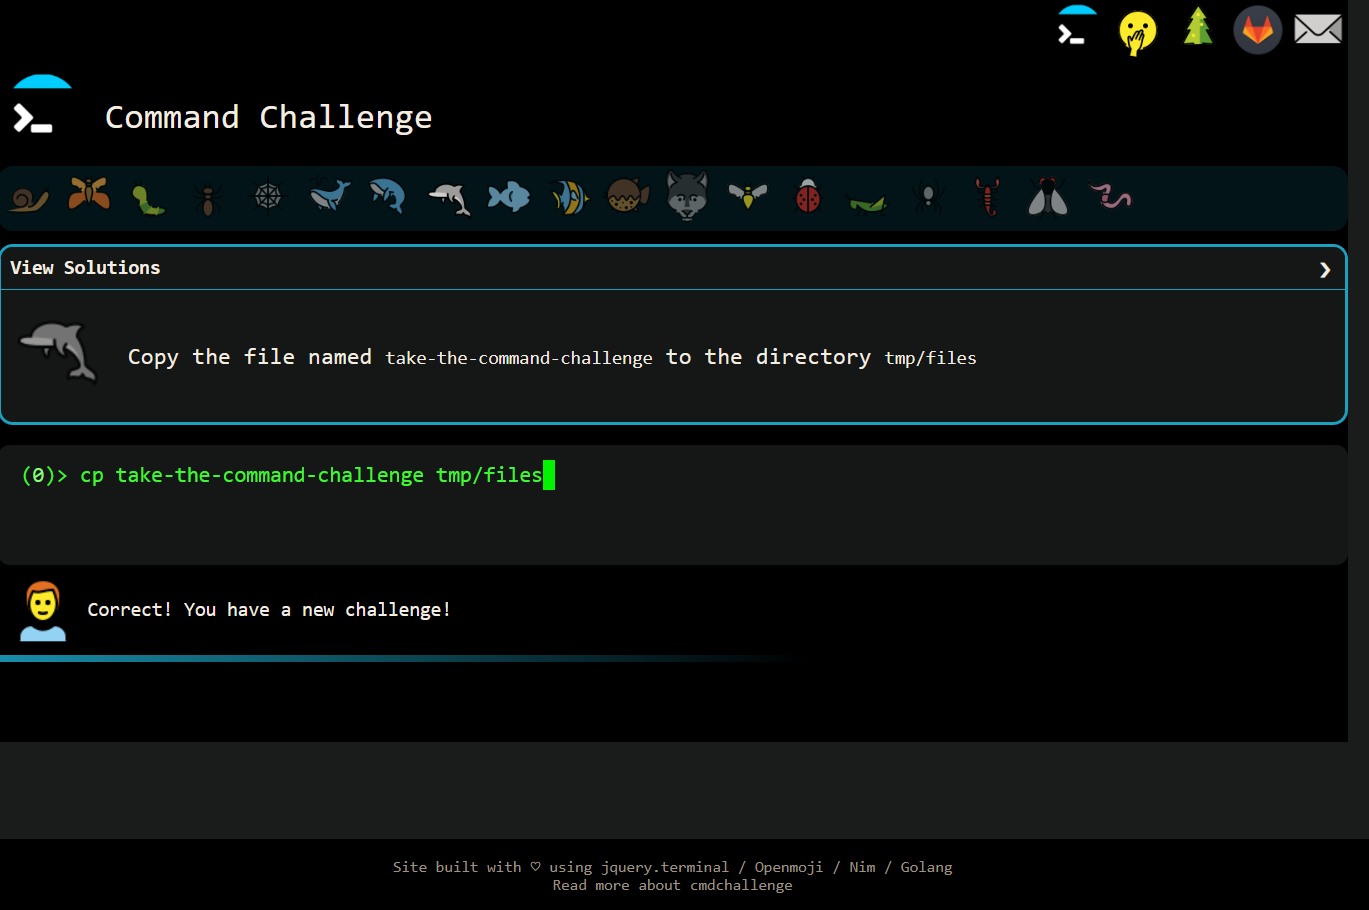 Command Challenge
View Solutions
Copy the file named take-the-command-challenge to the directory tmp/files
(0)> cp take-the-command-challenge tmp/files
Correct! You have a new challenge!
Site built with ♡ using jquery.terminal / Openmoji / Nim / Golang
Read more about cmdchallenge